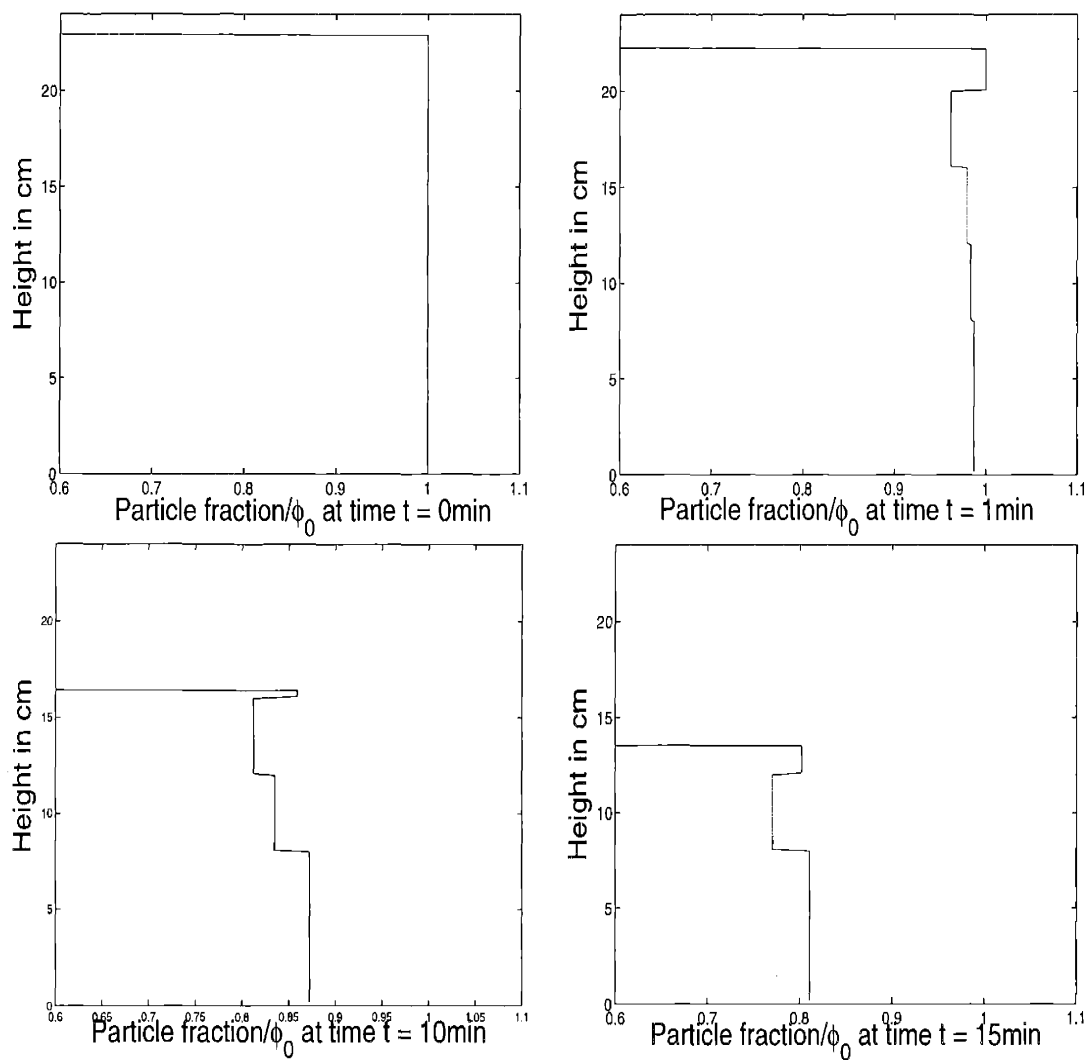 20
15
10
5
0
Height in cm
0.6 0.7 0.8 0.9 1 1.1
Particle fraction/ϕ0 at time t = 0min
20
15
10
5
0
Height in cm
0.6 0.7 0.8 0.9 1 1.1
Particle fraction/ϕ0 at time t = 1min
20
15
10
5
0
Height in cm
0.6 0.65 0.7 0.75 0.8 0.85 0.9 0.95 1 1.05 1.1
Particle fraction/ϕ0 at time t = 10min
20
15
10
5
0
Height in cm
0.6 0.7 0.8 0.9 1 1.1
Particle fraction/ϕ0 at time t = 15min